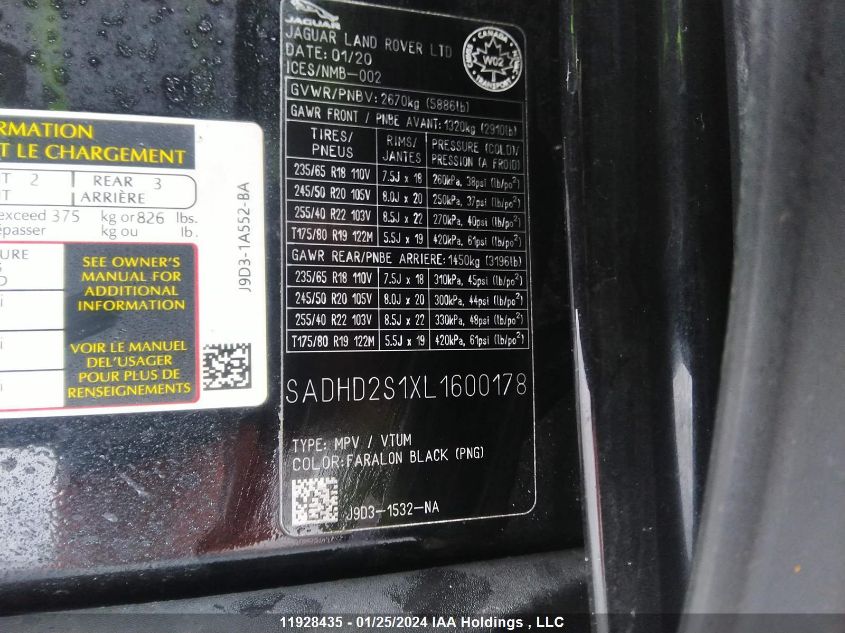 RMATION
T LE CHARGEMENT
2
REAR 3
ARRIÈRE
exceed 375 kg or 826 lbs.
épasser kg ou lb.
SEE OWNER'S
MANUAL FOR
ADDITIONAL
INFORMATION
VOIR LE MANUEL
DEL'USAGER
POUR PLUS DE
RENSEIGNEMENTS
J9D3-1A552-BA
JAGUAR
JAGUAR LAND ROVER LTD
DATE: 01/20
ICES/NMB-002
CANADA
W02
TRANSPORT
GVWR/PNBV: 2670kg (5886lb)
GAWR FRONT / PNBE AVANT: 1320kg (2910lb)
TIRES/ RIMS/ PRESSURE (COLD)/
PNEUS JANTES PRESSION (A FROID)
235/65 R18 110V 7.5J x 18 260kPa, 38psi (lb/po²)
245/50 R20 105V 8.0J x 20 250kPa, 37psi (lb/po²)
255/40 R22 103V 8.5J x 22 270kPa, 40psi (lb/po²)
T175/80 R19 122M 5.5J x 19 420kPa, 61psi (lb/po²)
GAWR REAR/PNBE ARRIERE: 1450kg (3196lb)
235/65 R18 110V 7.5J x 18 310kPa, 45psi (lb/po²)
245/50 R20 105V 8.0J x 20 300kPa, 44psi (lb/po²)
255/40 R22 103V 8.5J x 22 330kPa, 48psi (lb/po²)
T175/80 R19 122M 5.5J x 19 420kPa, 61psi (lb/po²)
SADHD2S1XL1600178
TYPE: MPV / V.TUM
COLOR: FARALON BLACK (PNG)
J9D3-1532-NA
11928435 - 01/25/2024 IAA Holdings , LLC